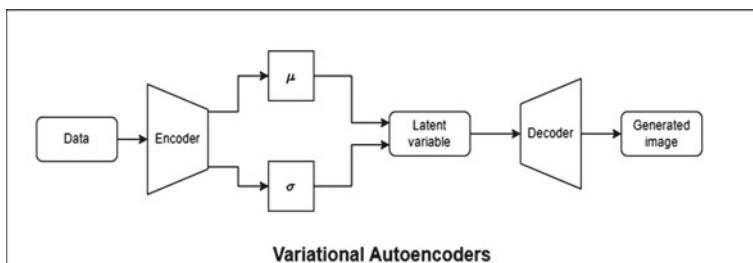 μ
Data
Encoder
Latent
variable
Decoder
Generated
image
σ
Variational Autoencoders